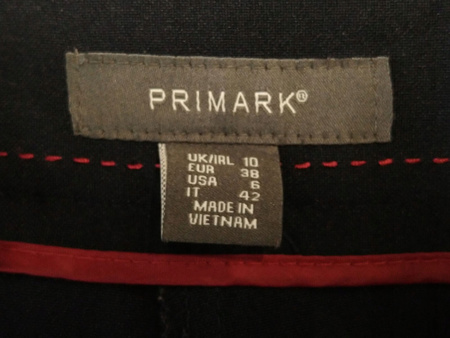 PRIMARK®
UK/IRL 10
EUR 38
USA 6
IT 42
MADE IN
VIETNAM